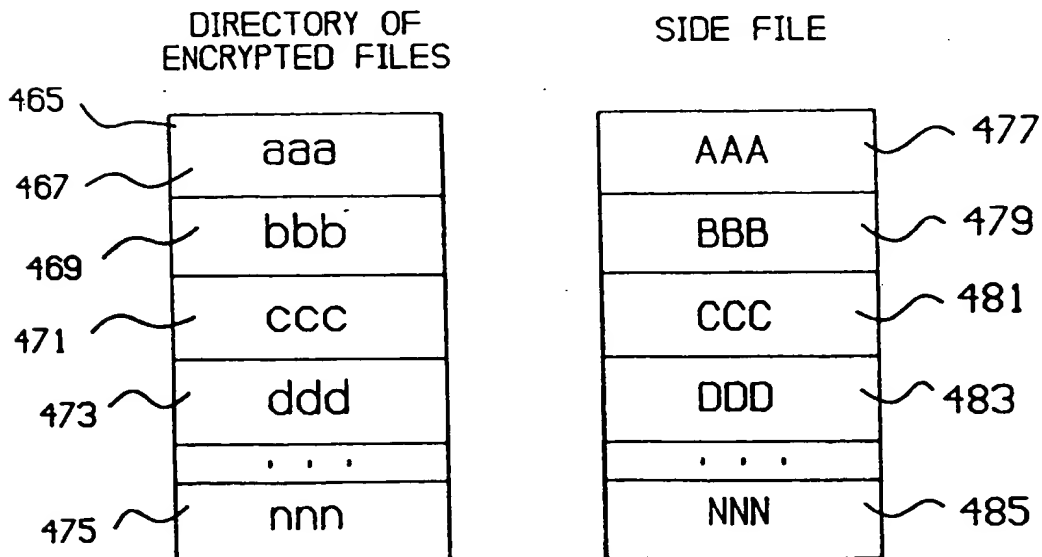 DIRECTORY OF
ENCRYPTED FILES
SIDE FILE
465
467
aaa
AAA
477
469
bbb
BBB
479
471
ccc
CCC
481
473
ddd
DDD
483
. . .
. . .
475
nnn
NNN
485